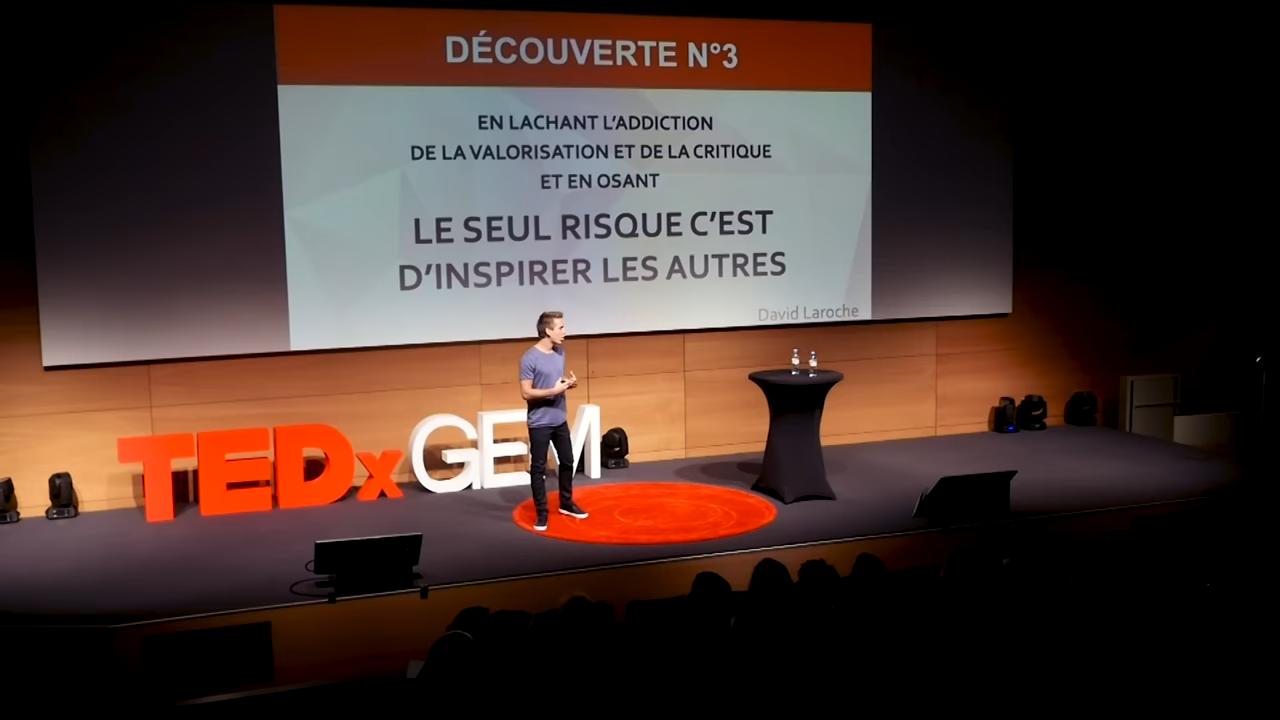 DÉCOUVERTE N°3
EN LACHANT L'ADDICTION
DE LA VALORISATION ET DE LA CRITIQUE
ET EN OSANT
LE SEUL RISQUE C'EST
D'INSPIRER LES AUTRES
David Laroche
TEDxGEM